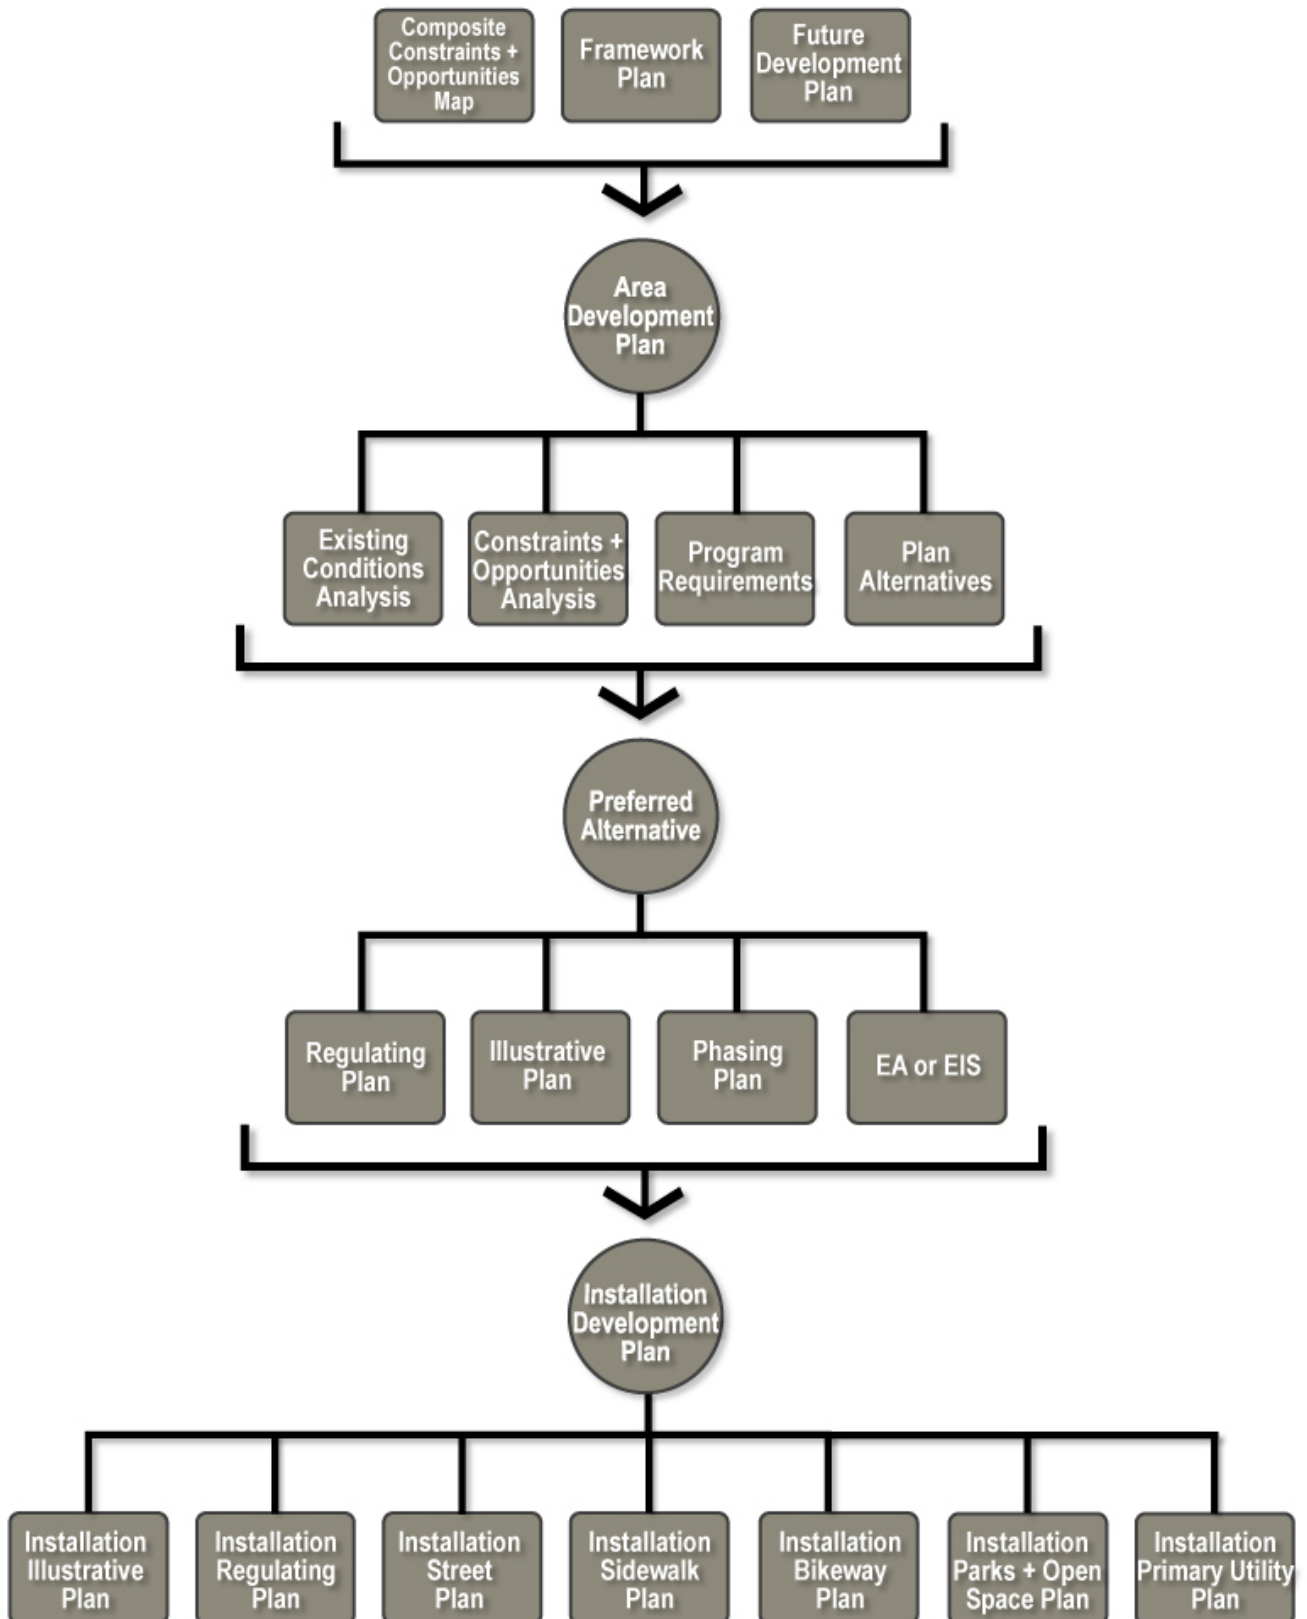 Composite
Constraints +
Opportunities
Map
Framework
Plan
Future
Development
Plan
Area
Development
Plan
Existing
Conditions
Analysis
Constraints +
Opportunities
Analysis
Program
Requirements
Plan
Alternatives
Preferred
Alternative
Regulating
Plan
Illustrative
Plan
Phasing
Plan
EA or EIS
Installation
Development
Plan
Installation
Illustrative
Plan
Installation
Regulating
Plan
Installation
Street
Plan
Installation
Sidewalk
Plan
Installation
Bikeway
Plan
Installation
Parks + Open
Space Plan
Installation
Primary Utility
Plan